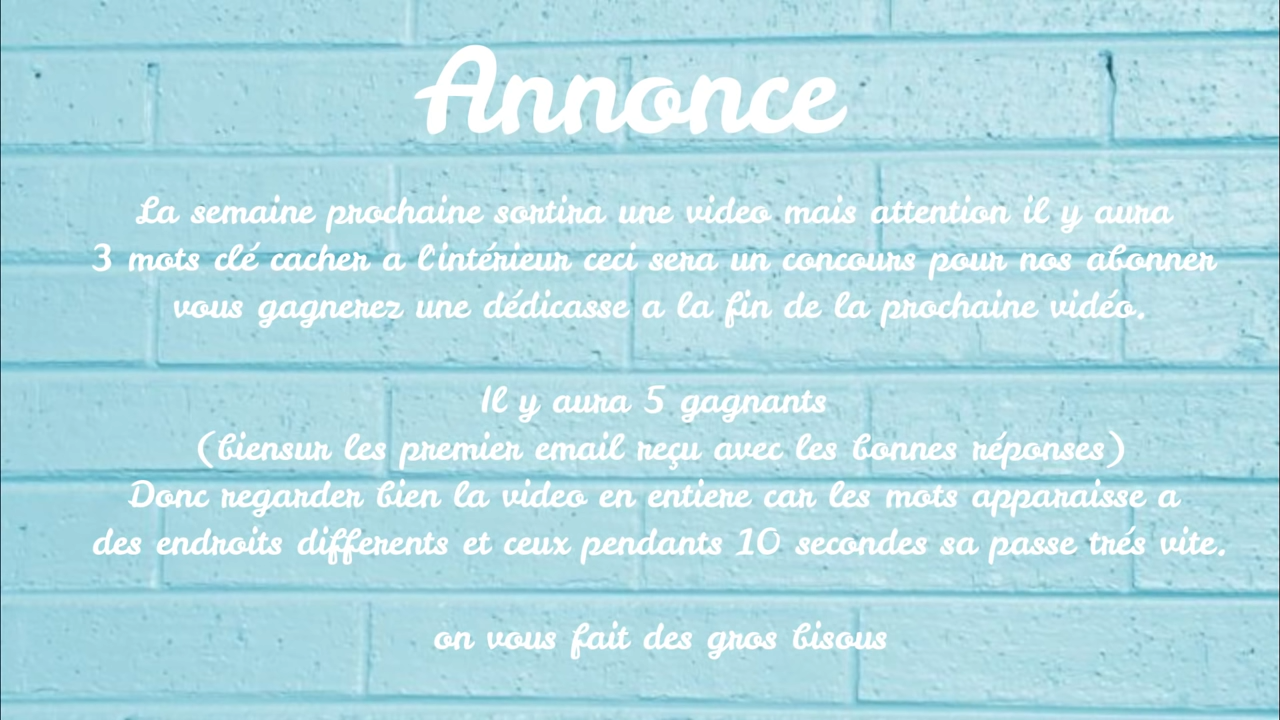 Annonce
La semaine prochaine sortira une video mais attention il y aura
3 mots clé cacher a l'intérieur ceci sera un concours pour nos abonner
vous gagnerez une dédicasse a la fin de la prochaine vidéo.
Il y aura 5 gagnants
(biensur les premier email reçu avec les bonnes réponses)
Donc regarder bien la video en entiere car les mots apparaisse a
des endroits differents et ceux pendants 10 secondes sa passe trés vite.
on vous fait des gros bisous